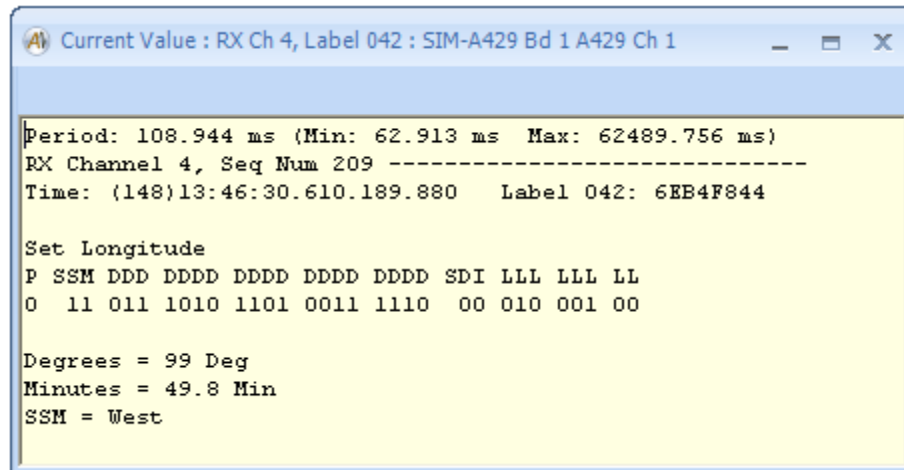 Current Value : RX Ch 4, Label 042 : SIM-A429 Bd 1 A429 Ch 1
Period: 108.944 ms (Min: 62.913 ms  Max: 62489.756 ms)
RX Channel 4, Seq Num 209 -------------------------------
Time: (148)13:46:30.610.189.880   Label 042: 6EB4F844
Set Longitude
P SSM DDD DDDD DDDD DDDD DDDD SDI LLL LLL LL
0  11 011 1010 1101 0011 1110  00 010 001 00
Degrees = 99 Deg
Minutes = 49.8 Min
SSM = West